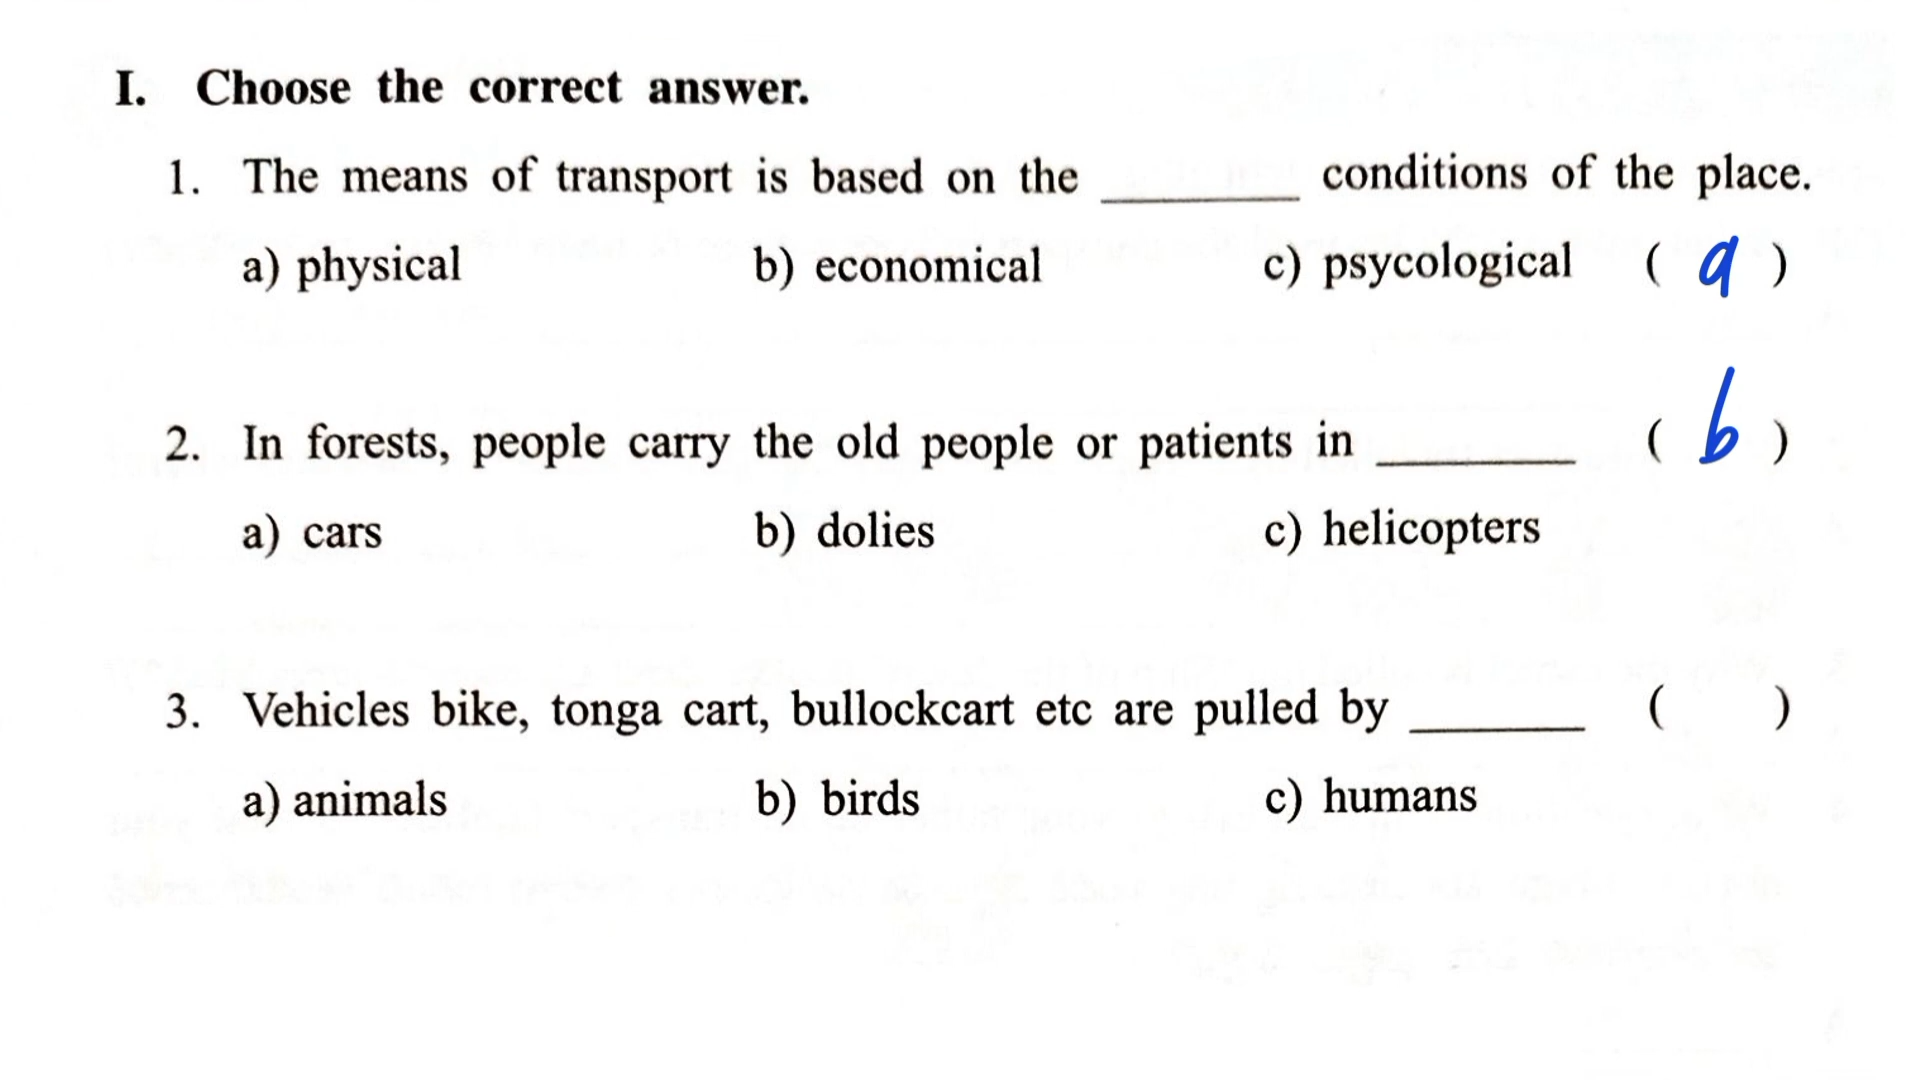 I. Choose the correct answer.
1. The means of transport is based on the ________ conditions of the place.
a) physical b) economical c) psycological ( a )
2. In forests, people carry the old people or patients in ________ ( b )
a) cars b) dolies c) helicopters
3. Vehicles bike, tonga cart, bullockcart etc are pulled by _______ ( )
a) animals b) birds c) humans